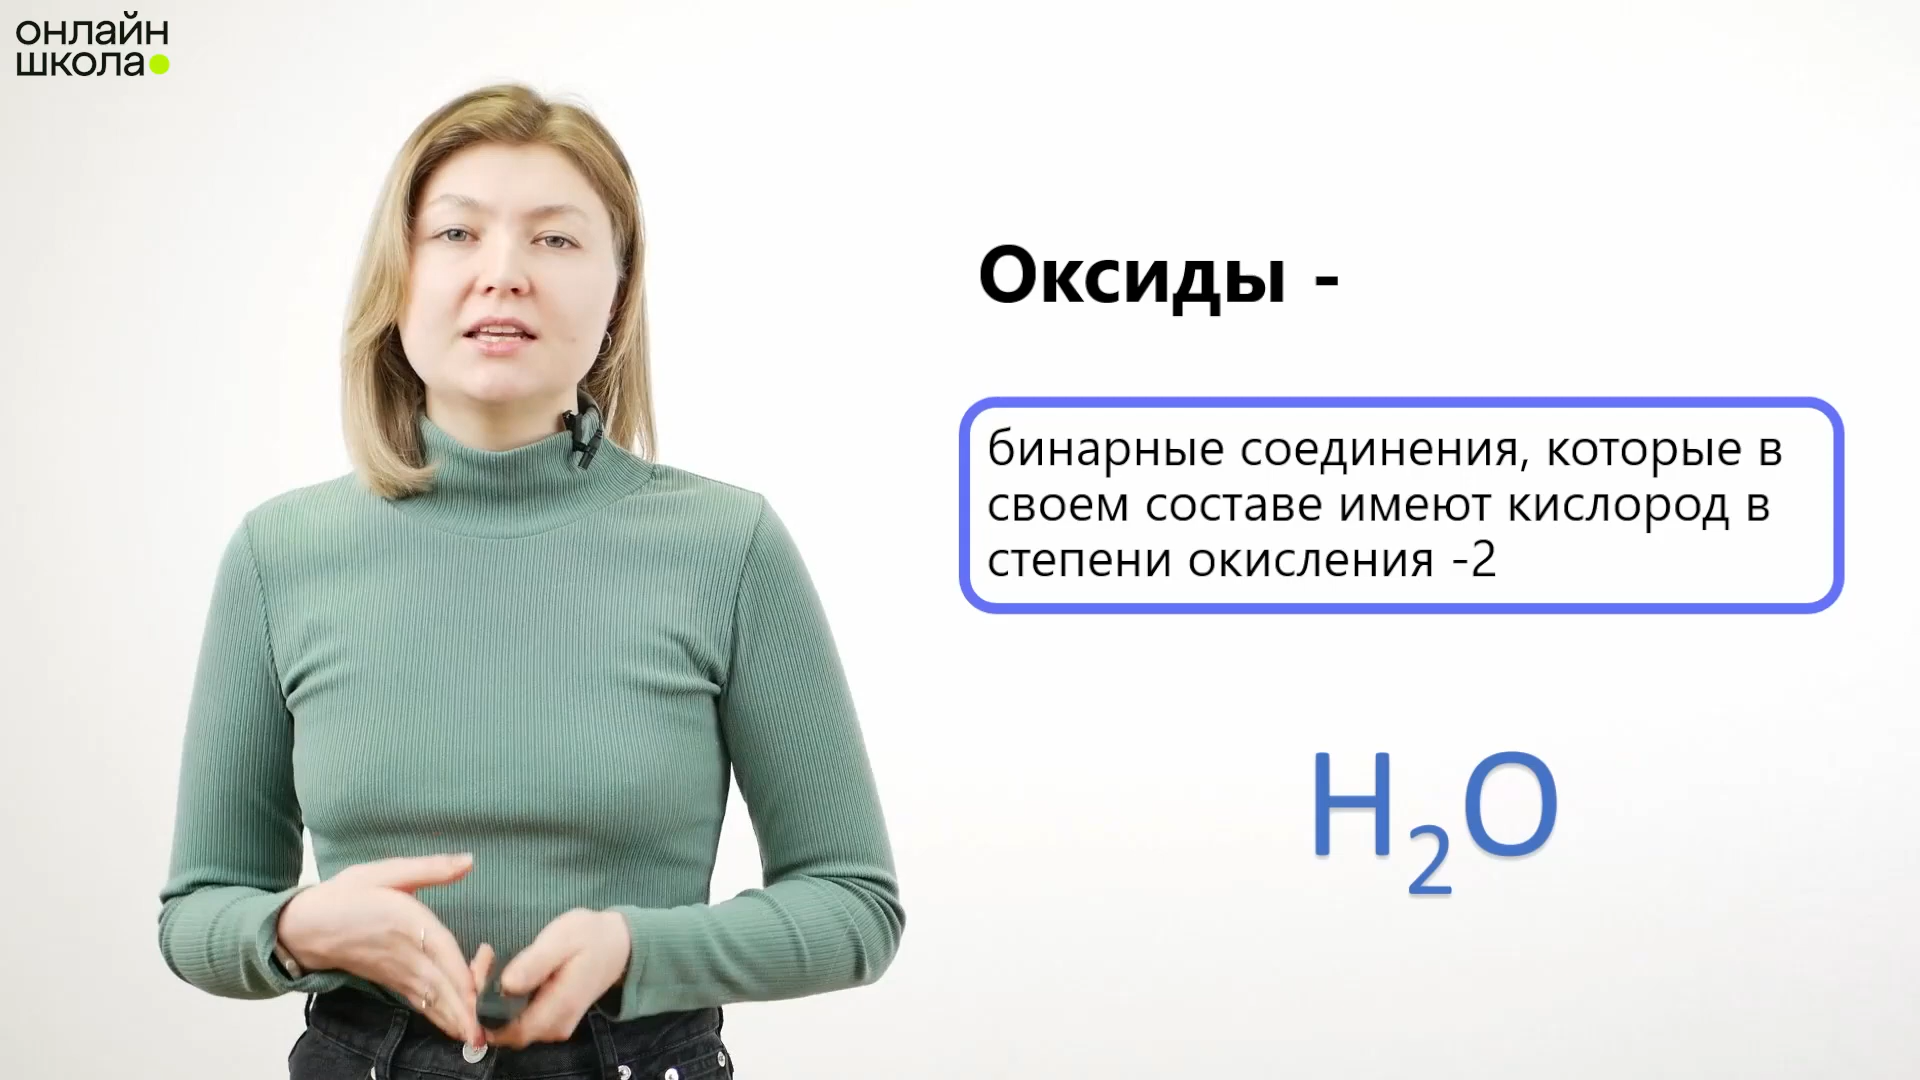 онлайн
школа
Оксиды -
бинарные соединения, которые в
своем составе имеют кислород в
степени окисления -2
H₂O